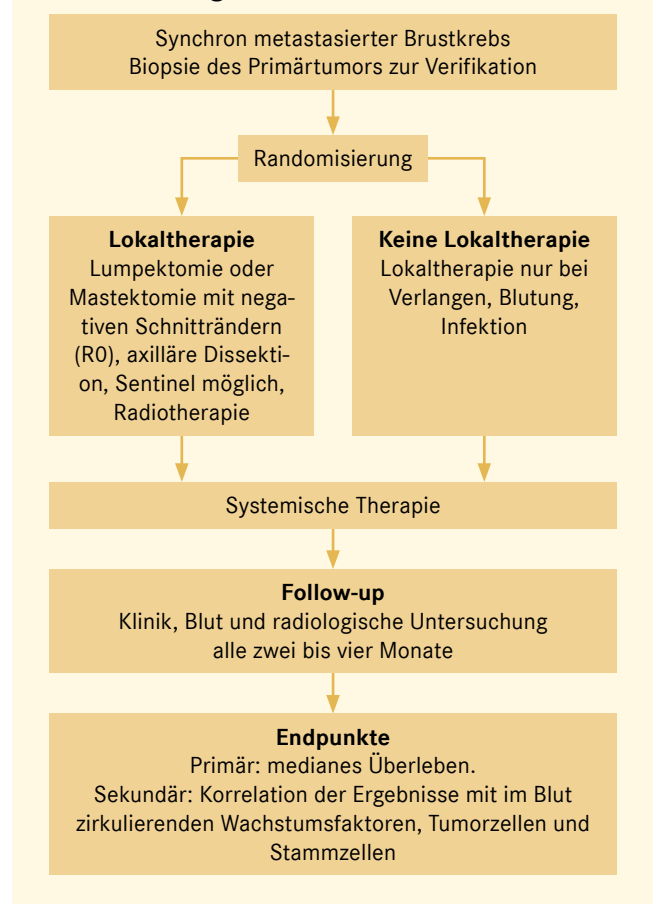 Synchron metastasierter Brustkrebs
Biopsie des Primärtumors zur Verifikation
Randomisierung
Lokaltherapie
Lumpektomie oder
Mastektomie mit nega-
tiven Schnitträndern
(R0), axilläre Dissekti-
on, Sentinel möglich,
Radiotherapie
Keine Lokaltherapie
Lokaltherapie nur bei
Verlangen, Blutung,
Infektion
Systemische Therapie
Follow-up
Klinik, Blut und radiologische Untersuchung
alle zwei bis vier Monate
Endpunkte
Primär: medianes Überleben.
Sekundär: Korrelation der Ergebnisse mit im Blut
zirkulierenden Wachstumsfaktoren, Tumorzellen und
Stammzellen